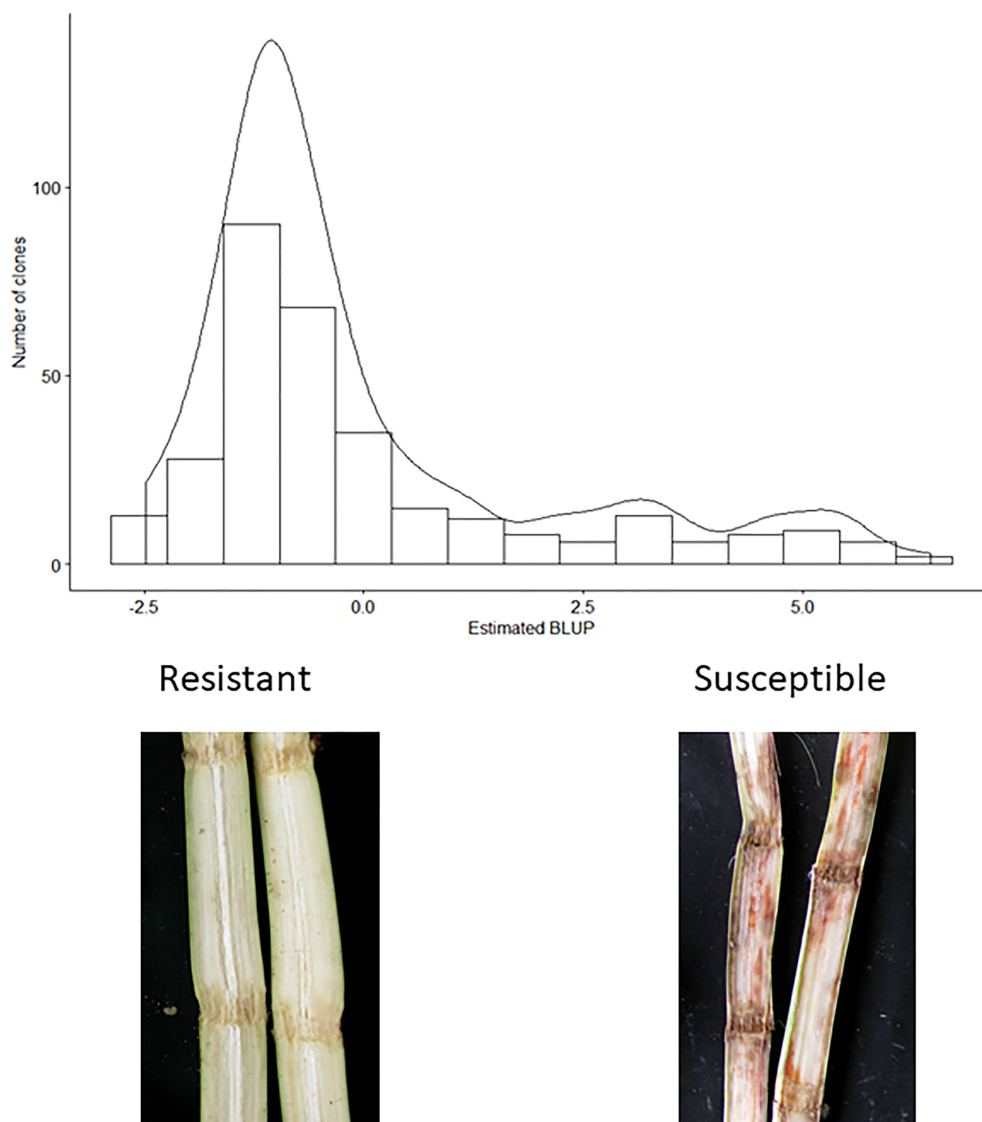 Number of clones
100
50
0
-2.5 0.0 2.5 5.0
Estimated BLUP
Resistant Susceptible